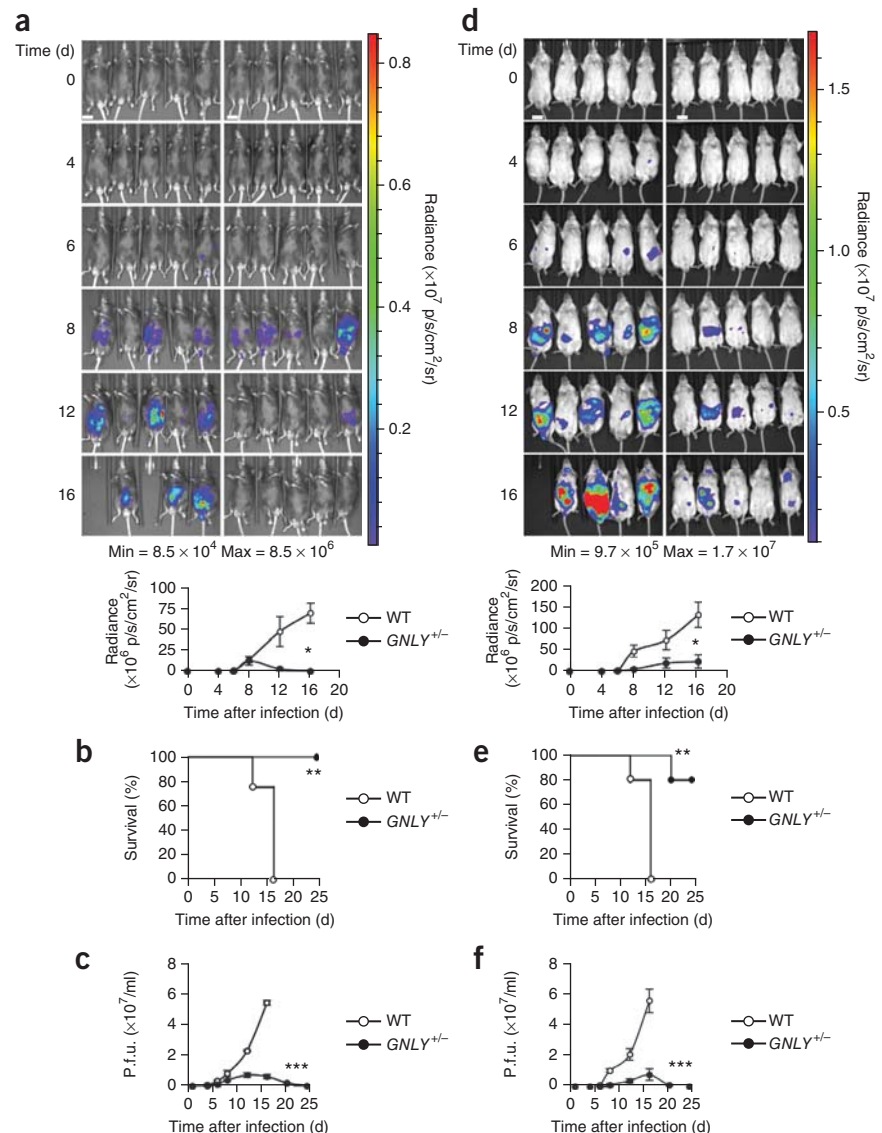 a
Time (d)
0
4
6
8
12
16
0.8
0.6
0.4
0.2
Radiance (×10⁷ p/s/cm²/sr)
Min = 8.5 × 10⁴ Max = 8.5 × 10⁶
Radiance
(×10⁶ p/s/cm²/sr)
100
75
50
25
0
0 4 8 12 16 20
Time after infection (d)
WT
GNLY⁺/⁻
*
b
Survival (%)
100
80
60
40
20
0
0 5 10 15 20 25
Time after infection (d)
WT
GNLY⁺/⁻
**
c
P.f.u. (×10⁷/ml)
8
6
4
2
0
0 5 10 15 20 25
Time after infection (d)
WT
GNLY⁺/⁻
***
d
Time (d)
0
4
6
8
12
16
1.5
1.0
0.5
Radiance (×10⁷ p/s/cm²/sr)
Min = 9.7 × 10⁵ Max = 1.7 × 10⁷
Radiance
(×10⁶ p/s/cm²/sr)
200
150
100
50
0
0 4 8 12 16 20
Time after infection (d)
WT
GNLY⁺/⁻
*
e
Survival (%)
100
80
60
40
20
0
0 5 10 15 20 25
Time after infection (d)
WT
GNLY⁺/⁻
**
f
P.f.u. (×10⁷/ml)
8
6
4
2
0
0 5 10 15 20 25
Time after infection (d)
WT
GNLY⁺/⁻
***